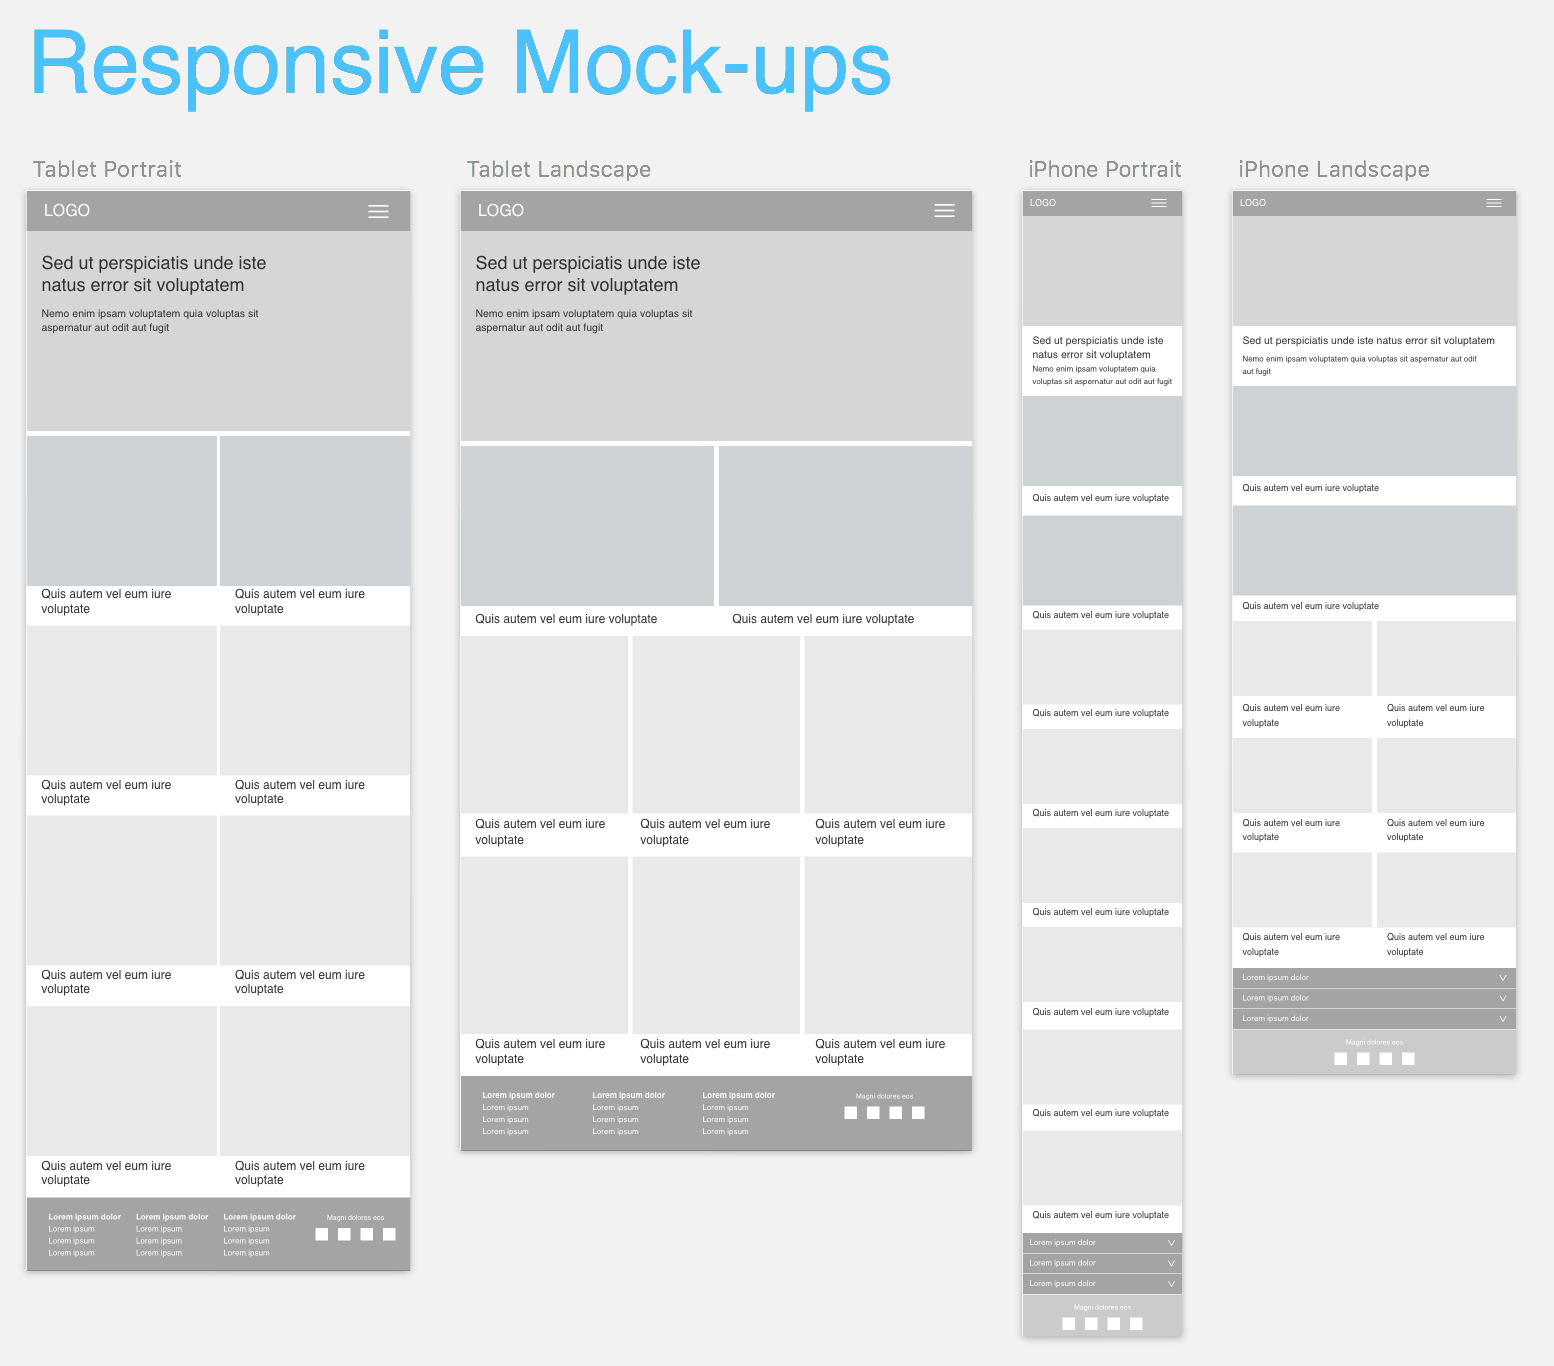 Responsive Mock-ups
Tablet Portrait
LOGO
Sed ut perspiciatis unde iste
natus error sit voluptatem
Nemo enim ipsam voluptatem quia voluptas sit
aspernatur aut odit aut fugit
Quis autem vel eum iure
voluptate
Quis autem vel eum iure
voluptate
Quis autem vel eum iure
voluptate
Quis autem vel eum iure
voluptate
Quis autem vel eum iure
voluptate
Quis autem vel eum iure
voluptate
Quis autem vel eum iure
voluptate
Quis autem vel eum iure
voluptate
Lorem ipsum dolor
Lorem ipsum
Lorem ipsum
Lorem ipsum
Lorem ipsum dolor
Lorem ipsum
Lorem ipsum
Lorem ipsum
Lorem ipsum dolor
Lorem ipsum
Lorem ipsum
Lorem ipsum
Magni dolores eos
Tablet Landscape
LOGO
Sed ut perspiciatis unde iste
natus error sit voluptatem
Nemo enim ipsam voluptatem quia voluptas sit
aspernatur aut odit aut fugit
Quis autem vel eum iure voluptate
Quis autem vel eum iure voluptate
Quis autem vel eum iure
voluptate
Quis autem vel eum iure
voluptate
Quis autem vel eum iure
voluptate
Quis autem vel eum iure
voluptate
Quis autem vel eum iure
voluptate
Quis autem vel eum iure
voluptate
Lorem ipsum dolor
Lorem ipsum
Lorem ipsum
Lorem ipsum
Lorem ipsum dolor
Lorem ipsum
Lorem ipsum
Lorem ipsum
Lorem ipsum dolor
Lorem ipsum
Lorem ipsum
Lorem ipsum
Magni dolores eos
iPhone Portrait
LOGO
Sed ut perspiciatis unde iste
natus error sit voluptatem
Nemo enim ipsam voluptatem quia
voluptas sit aspernatur aut odit aut fugit
Quis autem vel eum iure voluptate
Quis autem vel eum iure voluptate
Quis autem vel eum iure voluptate
Quis autem vel eum iure voluptate
Quis autem vel eum iure voluptate
Quis autem vel eum iure voluptate
Quis autem vel eum iure voluptate
Quis autem vel eum iure voluptate
Lorem ipsum dolor
Lorem ipsum dolor
Lorem ipsum dolor
Magni dolores eos
iPhone Landscape
LOGO
Sed ut perspiciatis unde iste natus error sit voluptatem
Nemo enim ipsam voluptatem quia voluptas sit aspernatur aut odit
aut fugit
Quis autem vel eum iure voluptate
Quis autem vel eum iure voluptate
Quis autem vel eum iure
voluptate
Quis autem vel eum iure
voluptate
Quis autem vel eum iure
voluptate
Quis autem vel eum iure
voluptate
Quis autem vel eum iure
voluptate
Quis autem vel eum iure
voluptate
Lorem ipsum dolor
Lorem ipsum dolor
Lorem ipsum dolor
Magni dolores eos